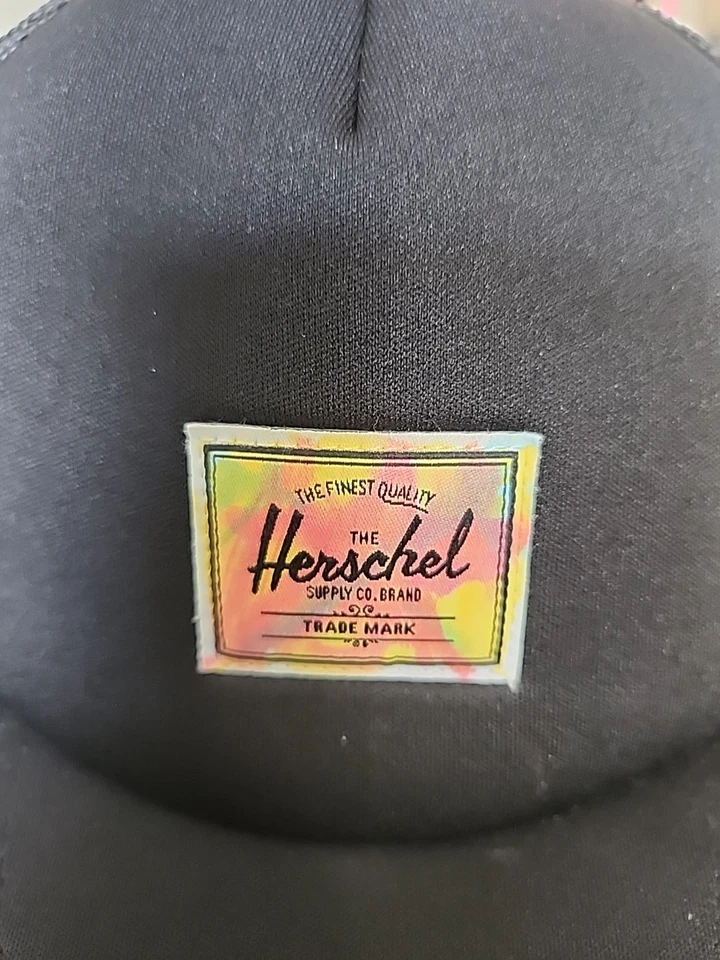 THE FINEST QUALITY
THE
Herschel
SUPPLY CO. BRAND
TRADE MARK